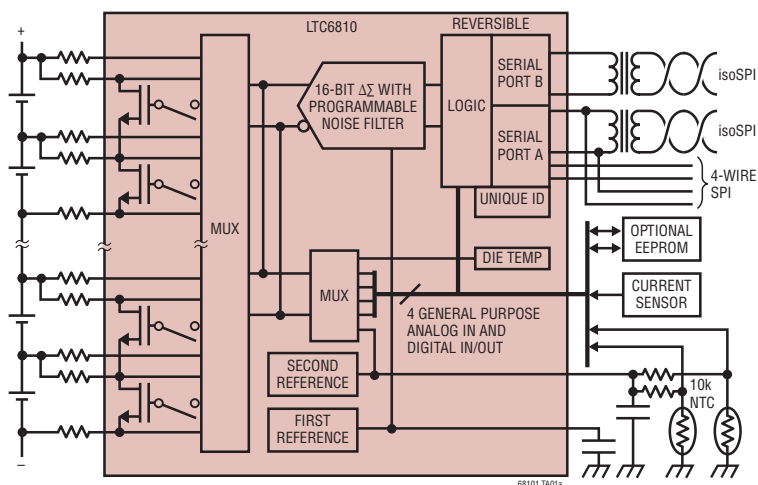 +
LTC6810
REVERSIBLE
16-BIT ΔΣ WITH
PROGRAMMABLE
NOISE FILTER
LOGIC
SERIAL
PORT B
SERIAL
PORT A
UNIQUE ID
isoSPI
isoSPI
4-WIRE
SPI
MUX
MUX
DIE TEMP
4 GENERAL PURPOSE
ANALOG IN AND
DIGITAL IN/OUT
OPTIONAL
EEPROM
CURRENT
SENSOR
SECOND
REFERENCE
FIRST
REFERENCE
10k
NTC
–
68101 TA01a